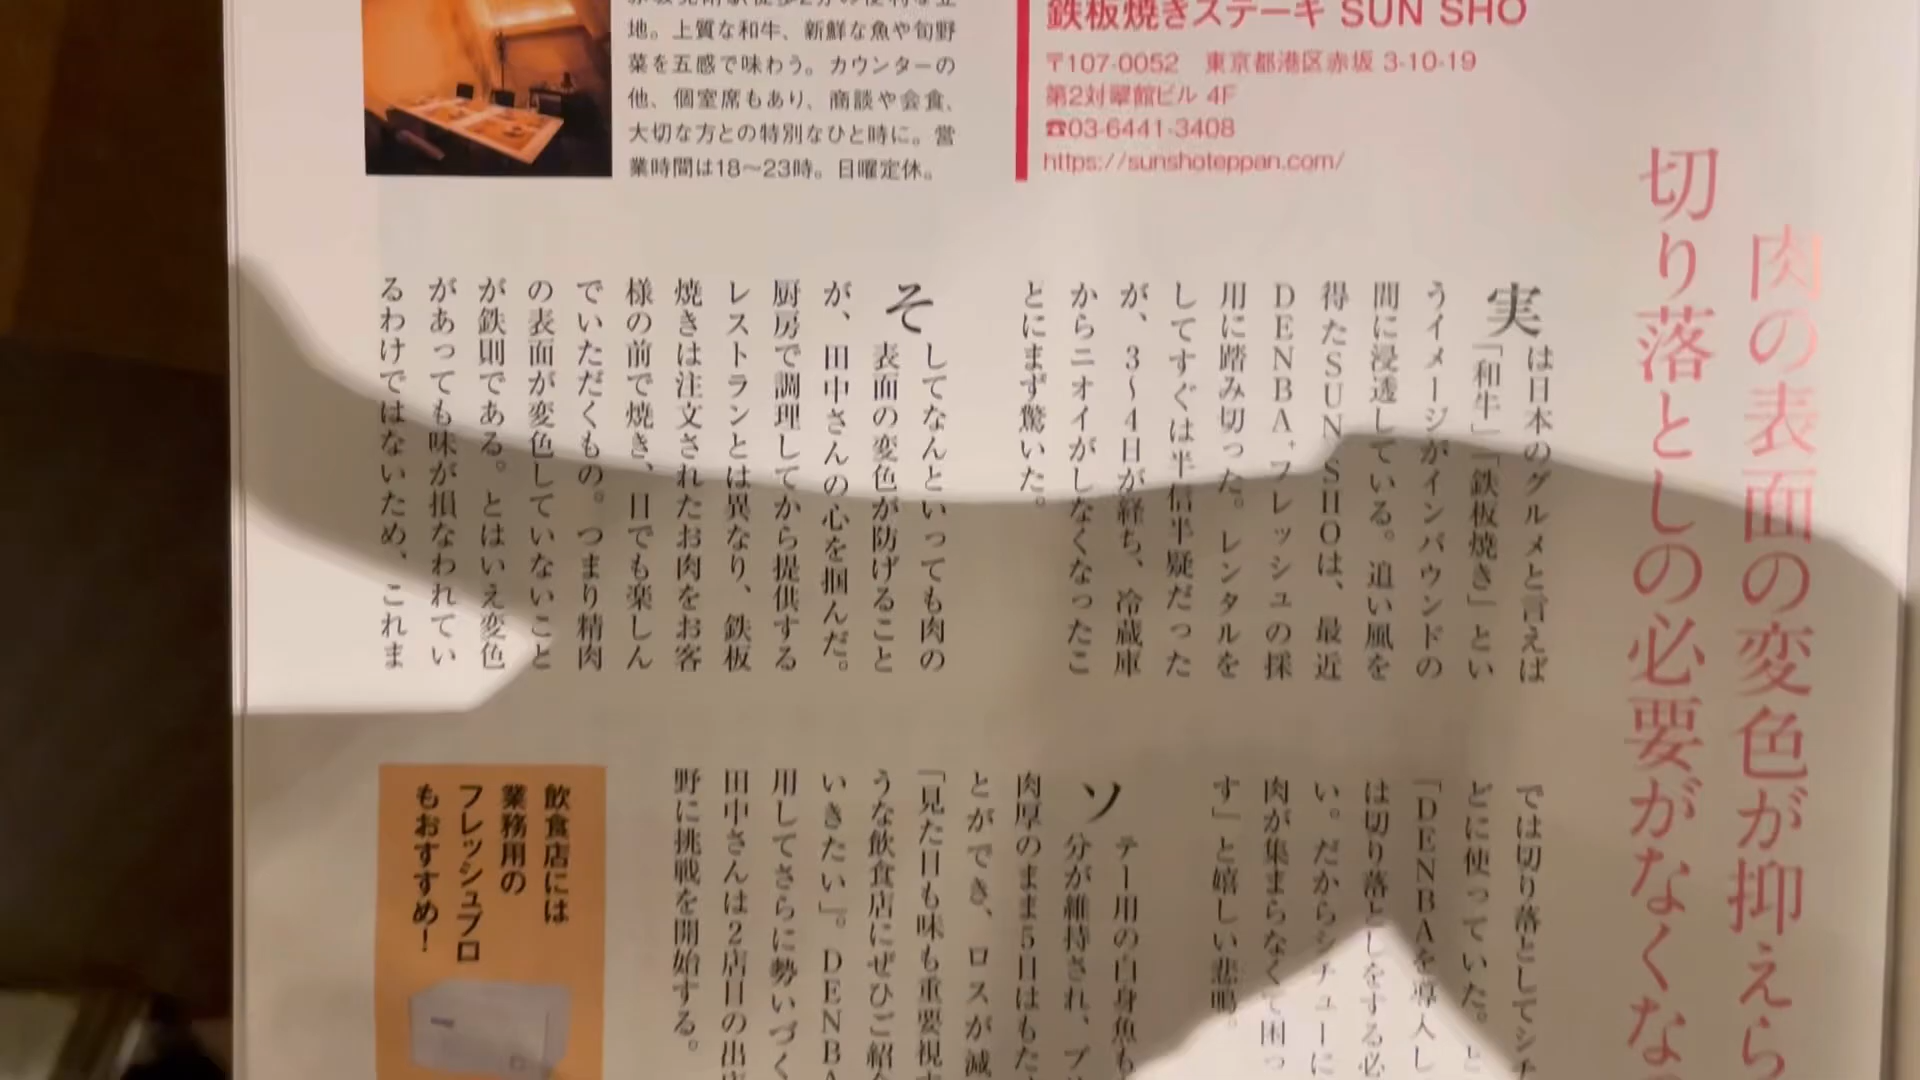 地。上質な和牛、新鮮な魚や旬野
菜を五感で味わう。カウンターの
他、個室席もあり、商談や会食、
大切な方との特別なひと時に。営
業時間は18〜23時。日曜定休。
鉄板焼きステーキ SUN SHO
〒107-0052 東京都港区赤坂 3-10-19
第2対翠館ビル 4F
☎03-6441-3408
https://sunshoteppan.com/
肉の表面の変色が抑えら
切り落としの必要がなくな
実は日本のグルメと言えば
「和牛」「鉄板焼き」とい
うイメージがインバウンドの
間に浸透している。追い風を
得たSUN SHOは、最近
DENBA+フレッシュの採
用に踏み切った。レンタルを
してすぐは半信半疑だった
が、3〜4日が経ち、冷蔵庫
からニオイがしなくなったこ
とにまず驚いた。
そしてなんといっても肉の
表面の変色が防げること
が、田中さんの心を掴んだ。
厨房で調理してから提供する
レストランとは異なり、鉄板
焼きは注文されたお肉をお客
様の前で焼き、目でも楽しん
でいただくもの。つまり精肉
の表面が変色していないこと
が鉄則である。とはいえ変色
があっても味が損なわれてい
るわけではないため、これま
では切り落としてシチ
どに使っていた。と
「DENBAを導入し
は切り落としをする必
い。だからシチューに
肉が集まらなくて困っ
す」と嬉しい悲鳴。
ソテー用の白身魚も
分が維持され、プ
肉厚のまま5日はもた
とができ、ロスが減
「見た目も味も重要視
うな飲食店にぜひご紹介
いきたい」。DENBA
用してさらに勢いづく
田中さんは2店目の出店
野に挑戦を開始する。
飲食店には
業務用の
フレッシュプロ
もおすすめ!